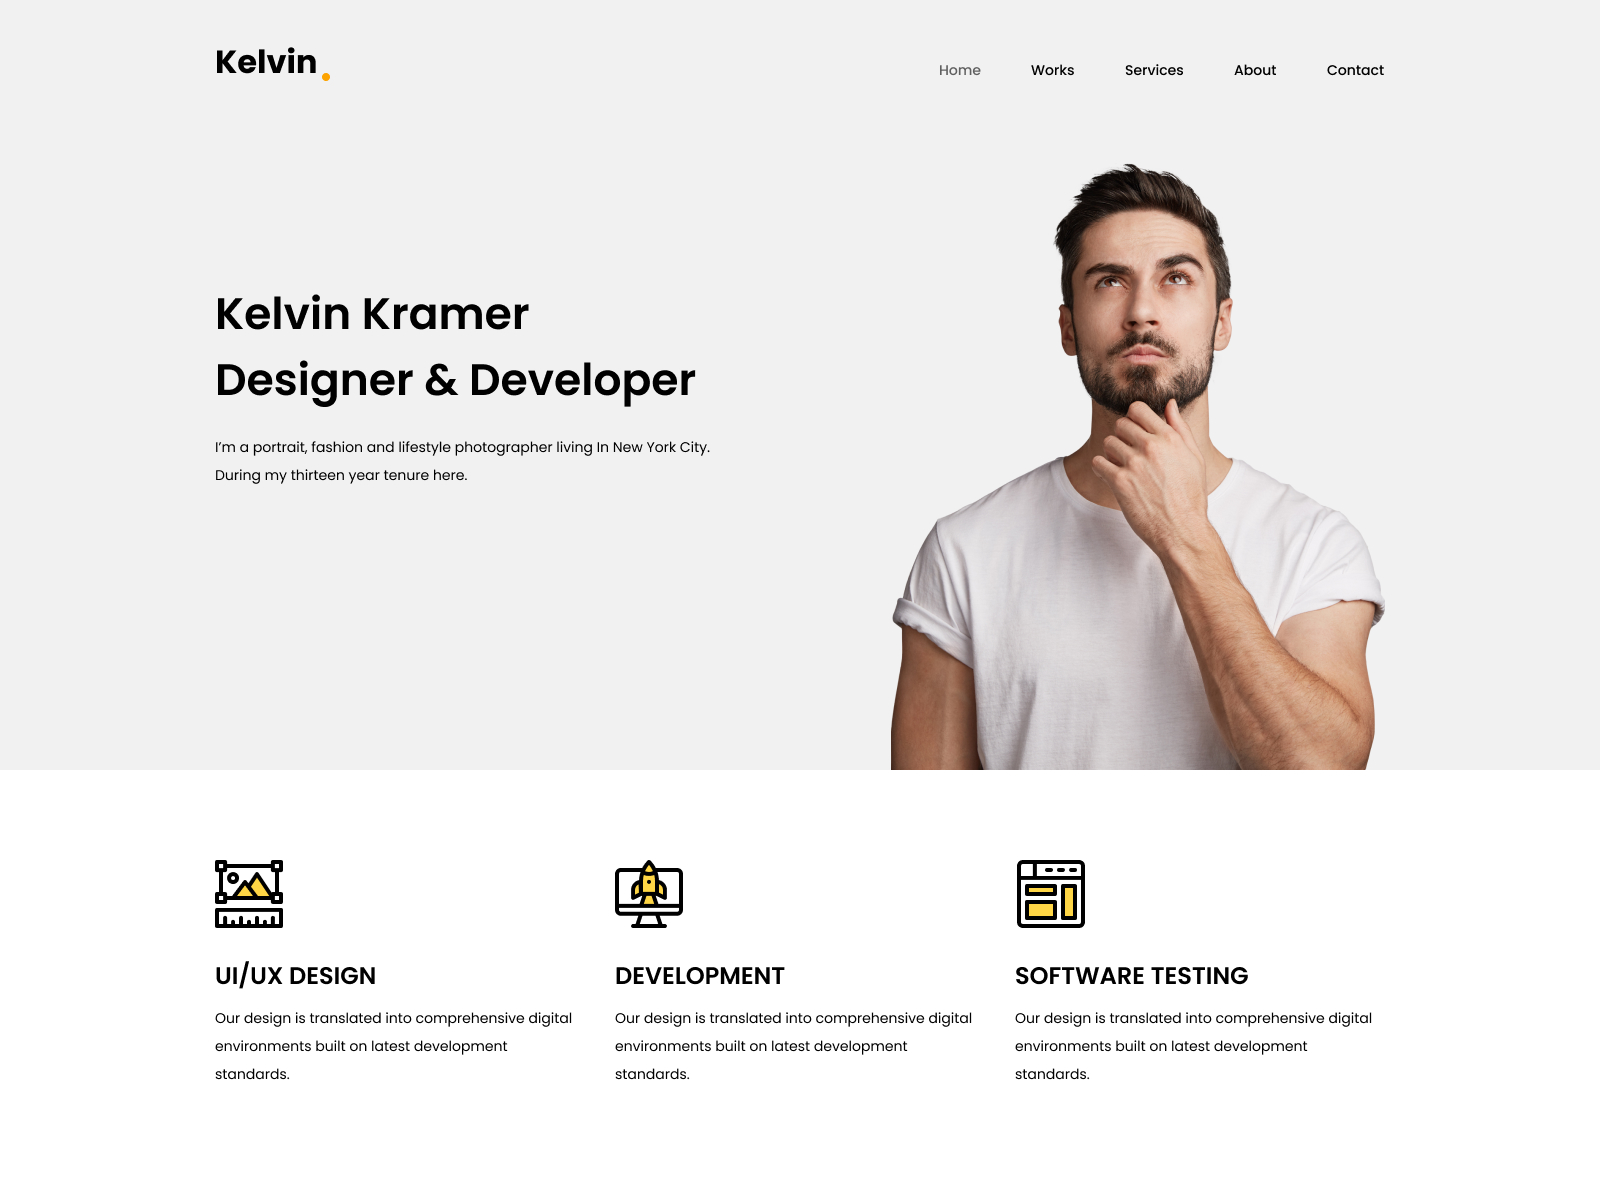 Kelvin.
Home Works Services About Contact
Kelvin Kramer
Designer & Developer
I'm a portrait, fashion and lifestyle photographer living In New York City.
During my thirteen year tenure here.
UI/UX DESIGN
Our design is translated into comprehensive digital
environments built on latest development
standards.
DEVELOPMENT
Our design is translated into comprehensive digital
environments built on latest development
standards.
SOFTWARE TESTING
Our design is translated into comprehensive digital
environments built on latest development
standards.